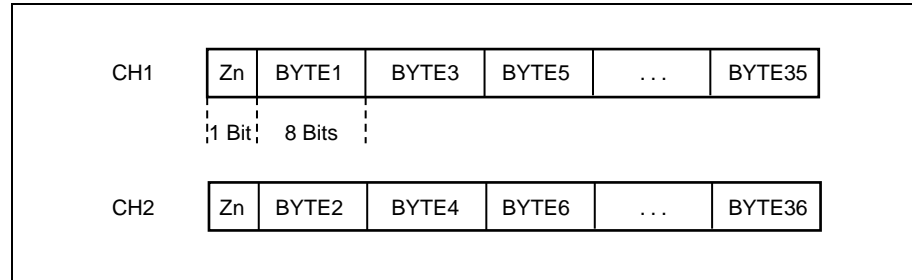 CH1 Zn BYTE1 BYTE3 BYTE5 . . . BYTE35
1 Bit 8 Bits
CH2 Zn BYTE2 BYTE4 BYTE6 . . . BYTE36